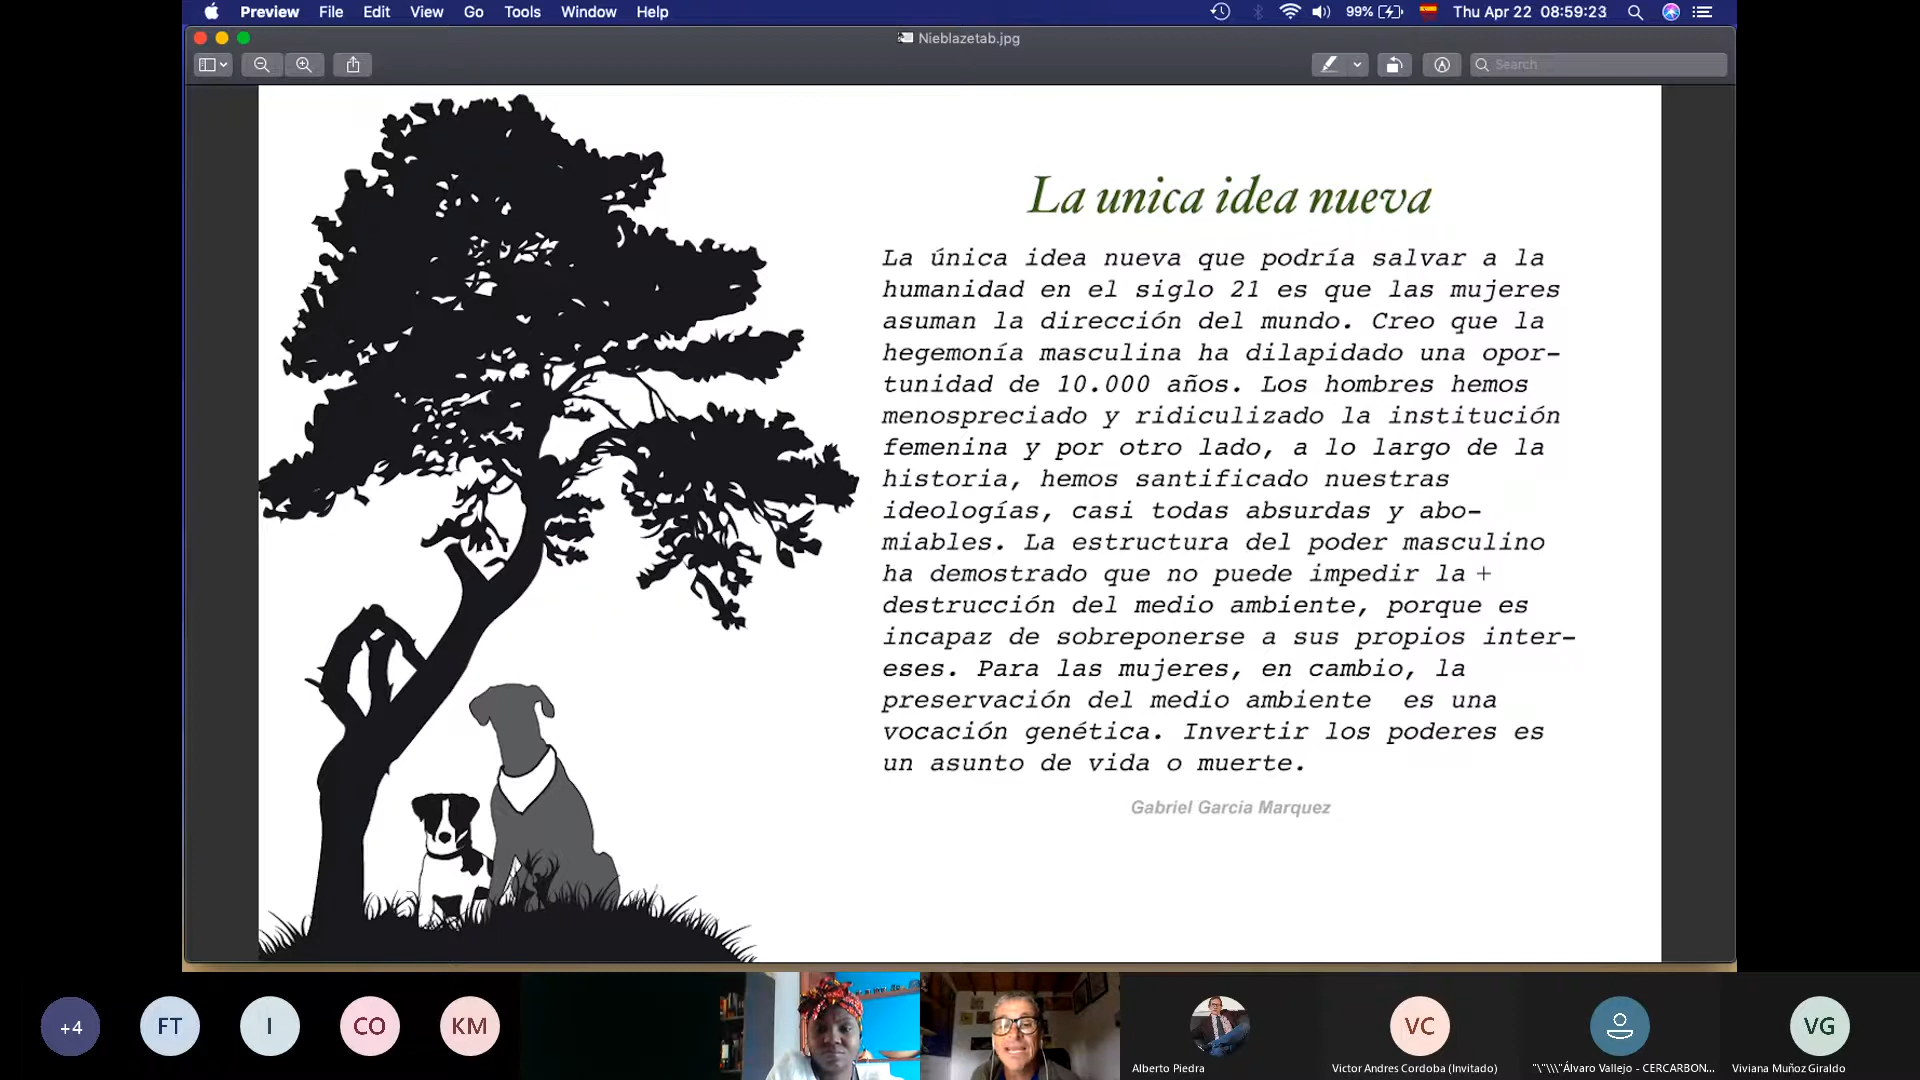 Preview File Edit View Go Tools Window Help 99% Thu Apr 22 08:59:23
Nieblazetab.jpg
Search
La unica idea nueva
La única idea nueva que podría salvar a la
humanidad en el siglo 21 es que las mujeres
asuman la dirección del mundo. Creo que la
hegemonía masculina ha dilapidado una opor-
tunidad de 10.000 años. Los hombres hemos
menospreciado y ridiculizado la institución
femenina y por otro lado, a lo largo de la
historia, hemos santificado nuestras
ideologías, casi todas absurdas y abo-
miables. La estructura del poder masculino
ha demostrado que no puede impedir la
destrucción del medio ambiente, porque es
incapaz de sobreponerse a sus propios inter-
eses. Para las mujeres, en cambio, la
preservación del medio ambiente es una
vocación genética. Invertir los poderes es
un asunto de vida o muerte.
Gabriel Garcia Marquez
+4 FT I CO KM VC VG
Alberto Piedra Victor Andres Cordoba (Invitado) "\"\\\"Álvaro Vallejo - CERCARBON... Viviana Muñoz Giraldo